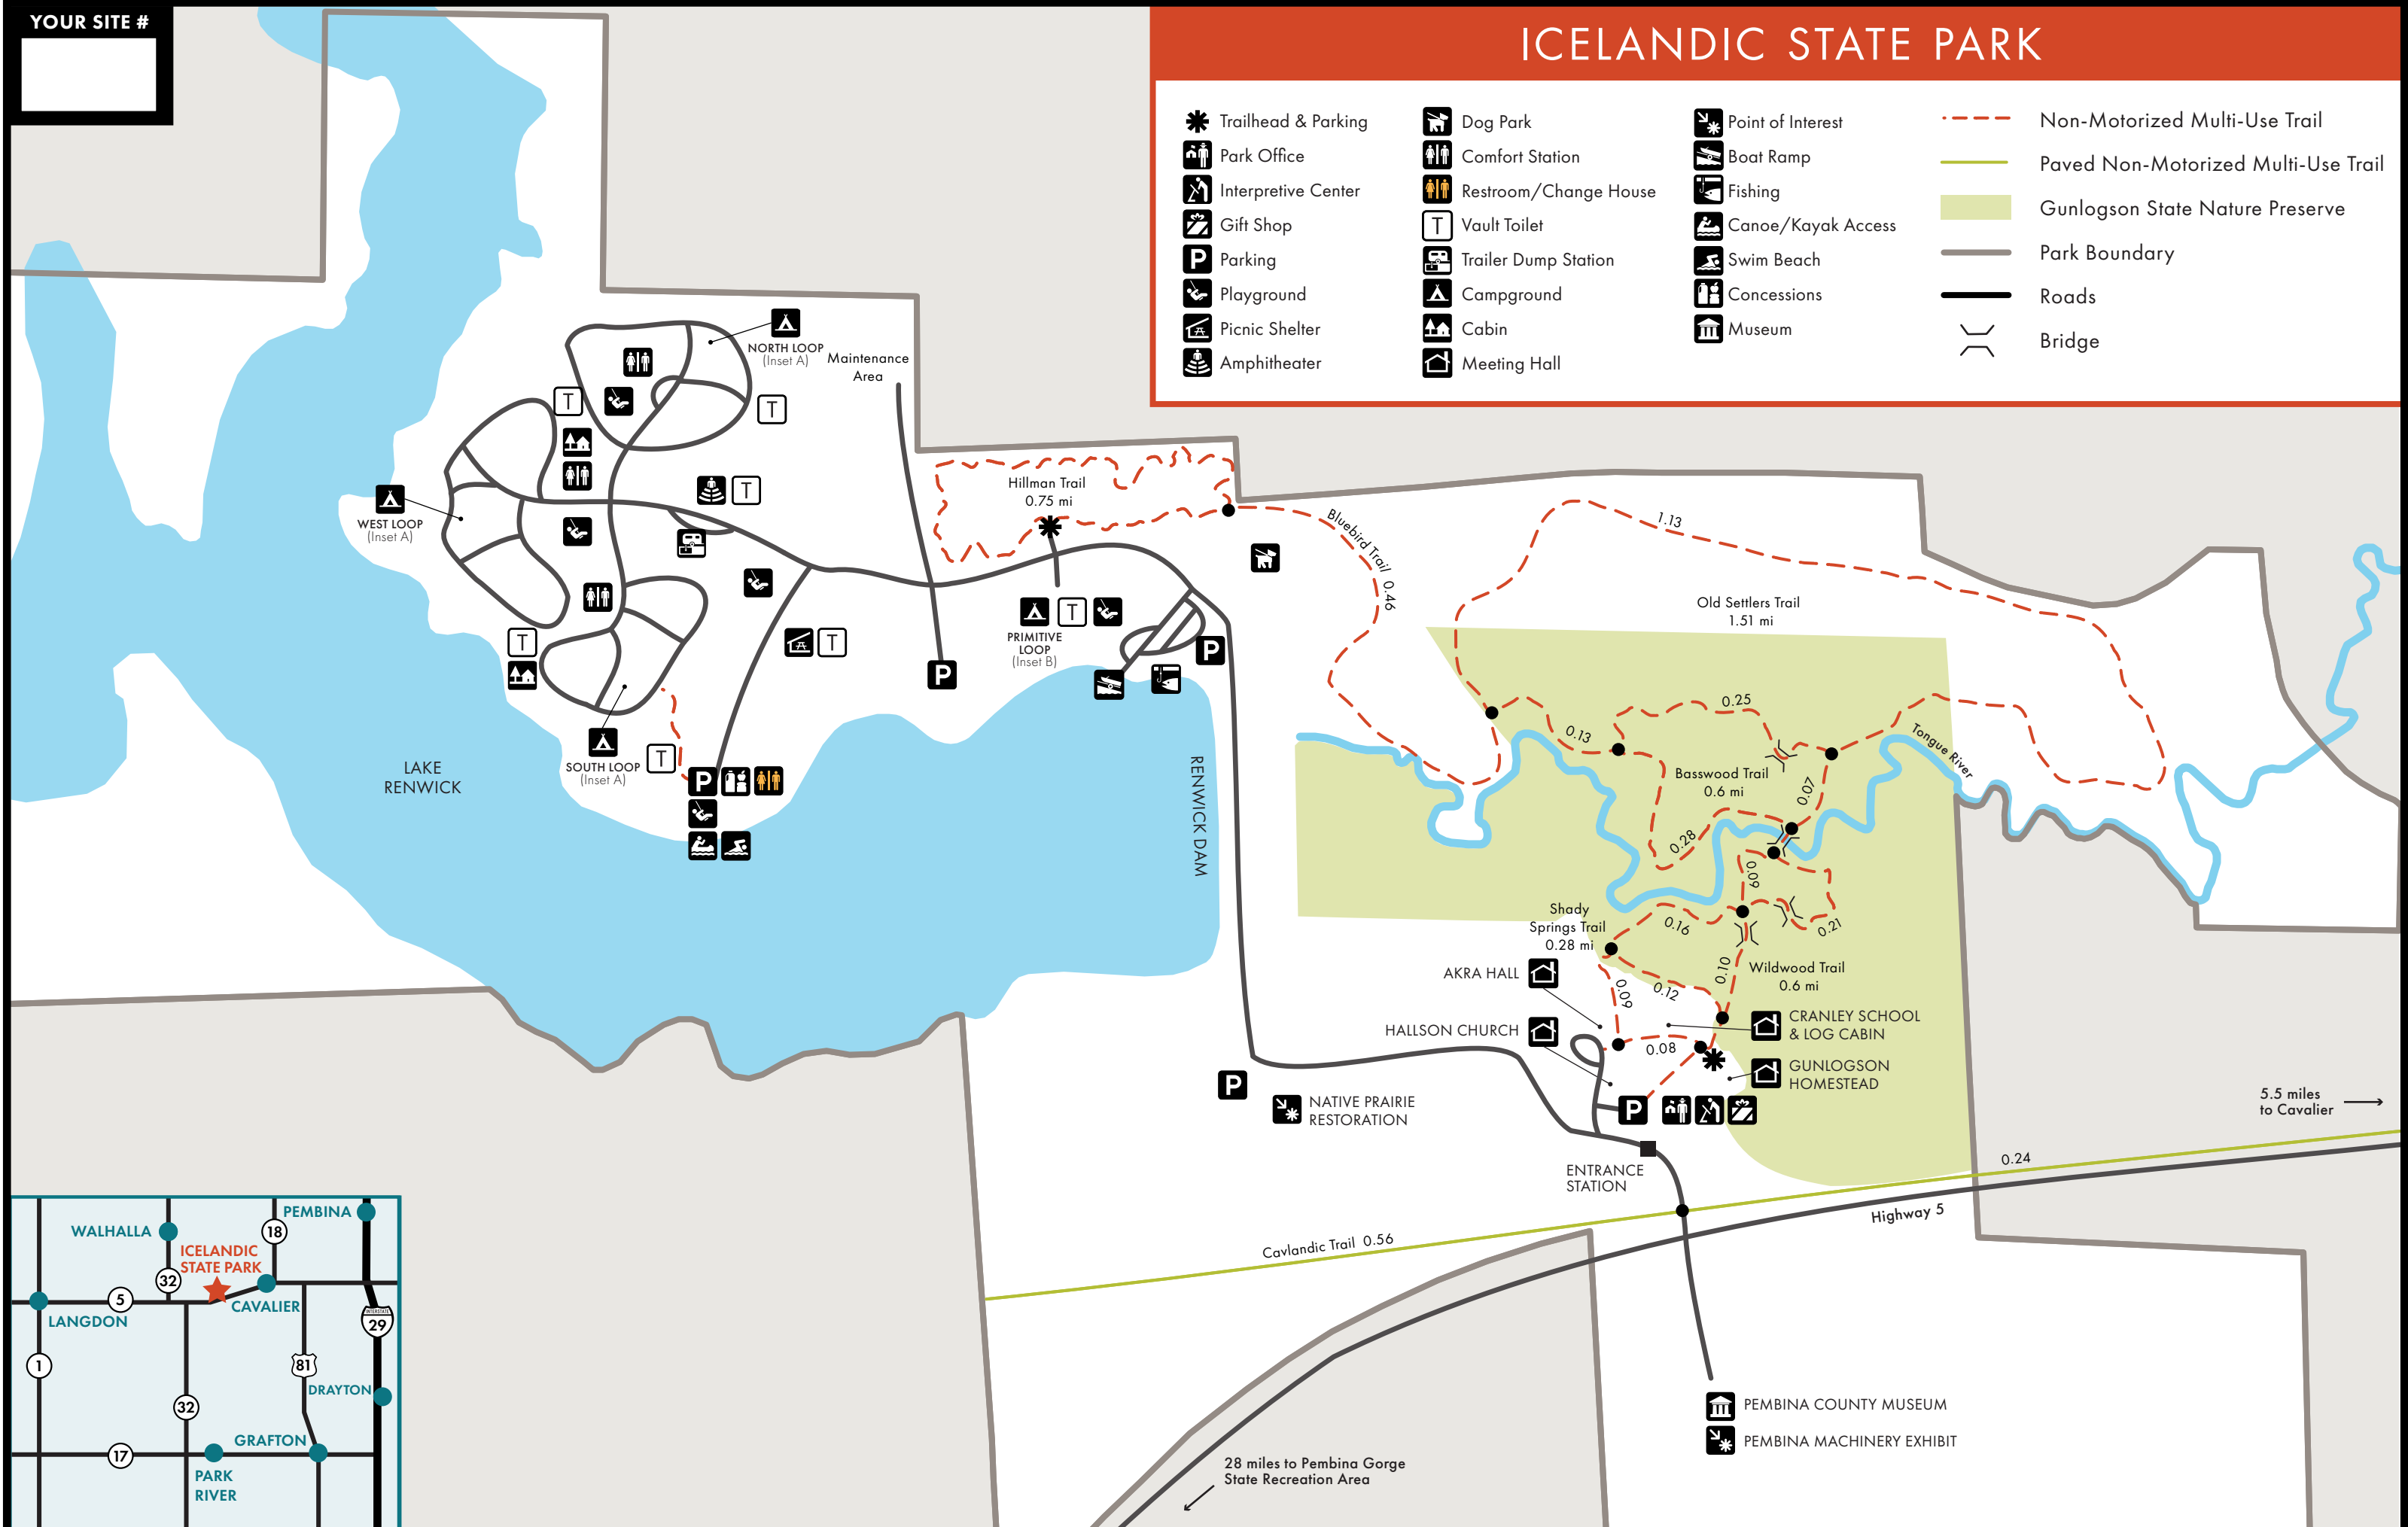 YOUR SITE #
ICELANDIC STATE PARK
Trailhead & Parking
Park Office
Interpretive Center
Gift Shop
P Parking
Playground
Picnic Shelter
Amphitheater
Dog Park
Comfort Station
Restroom/Change House
T Vault Toilet
Trailer Dump Station
Campground
Cabin
Meeting Hall
Point of Interest
Boat Ramp
Fishing
Canoe/Kayak Access
Swim Beach
Concessions
Museum
Non-Motorized Multi-Use Trail
Paved Non-Motorized Multi-Use Trail
Gunlogson State Nature Preserve
Park Boundary
Roads
Bridge
NORTH LOOP
(Inset A)
Maintenance
Area
T
T
WEST LOOP
(Inset A)
T
Hillman Trail
0.75 mi
Bluebird Trail 0.46
1.13
Old Settlers Trail
1.51 mi
T
PRIMITIVE
LOOP
(Inset B)
T
T
P
P
SOUTH LOOP
(Inset A)
T
P
LAKE
RENWICK
RENWICK DAM
0.13
0.25
Basswood Trail
0.6 mi
0.07
Tongue River
0.28
0.09
0.21
0.16
Shady
Springs Trail
0.28 mi
0.10
Wildwood Trail
0.6 mi
0.12
0.09
AKRA HALL
HALLSON CHURCH
0.08
CRANLEY SCHOOL
& LOG CABIN
GUNLOGSON
HOMESTEAD
P
P
NATIVE PRAIRIE
RESTORATION
ENTRANCE
STATION
5.5 miles
to Cavalier
0.24
Highway 5
Cavlandic Trail 0.56
PEMBINA COUNTY MUSEUM
PEMBINA MACHINERY EXHIBIT
28 miles to Pembina Gorge
State Recreation Area
PEMBINA
WALHALLA
18
ICELANDIC
STATE PARK
32
5
CAVALIER
LANGDON
INTERSTATE
29
1
81
DRAYTON
32
GRAFTON
17
PARK
RIVER